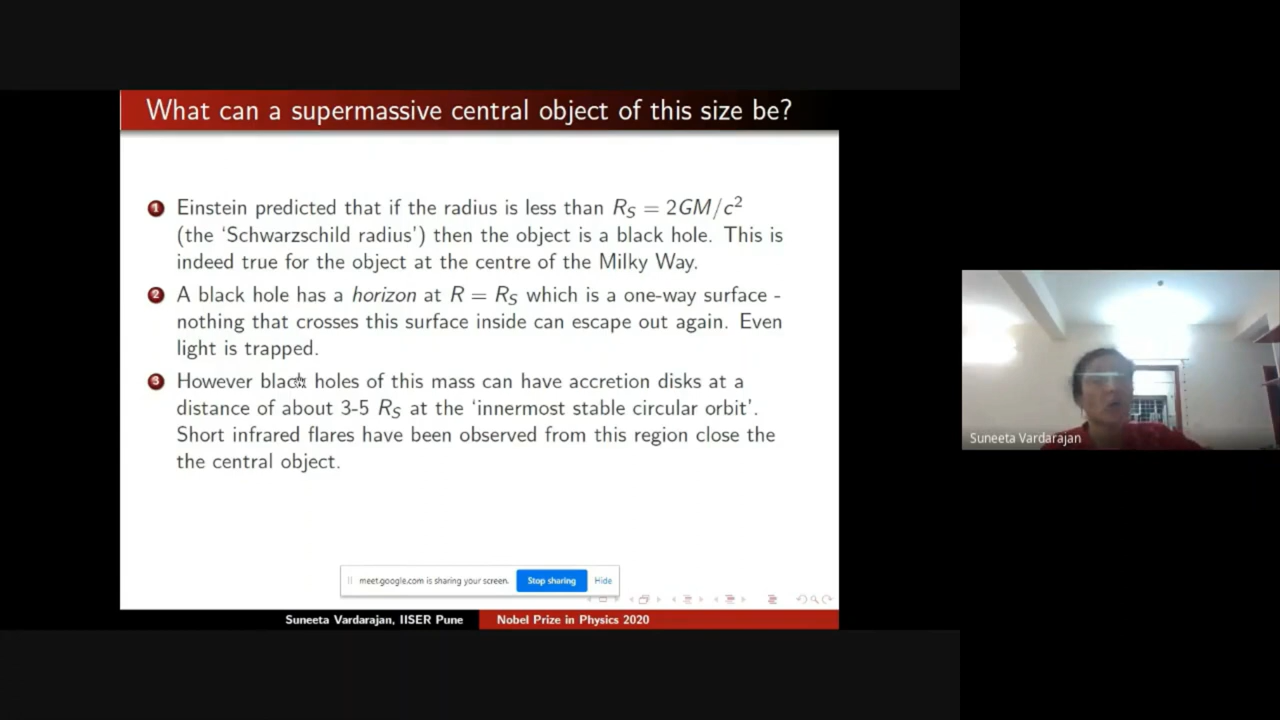 What can a supermassive central object of this size be?
1 Einstein predicted that if the radius is less than R_S = 2GM/c²
(the ‘Schwarzschild radius’) then the object is a black hole. This is
indeed true for the object at the centre of the Milky Way.
2 A black hole has a horizon at R = R_S which is a one-way surface -
nothing that crosses this surface inside can escape out again. Even
light is trapped.
3 However black holes of this mass can have accretion disks at a
distance of about 3-5 R_S at the ‘innermost stable circular orbit’.
Short infrared flares have been observed from this region close the
the central object.
meet.google.com is sharing your screen. Stop sharing Hide
Suneeta Vardarajan, IISER Pune Nobel Prize in Physics 2020
Suneeta Vardarajan